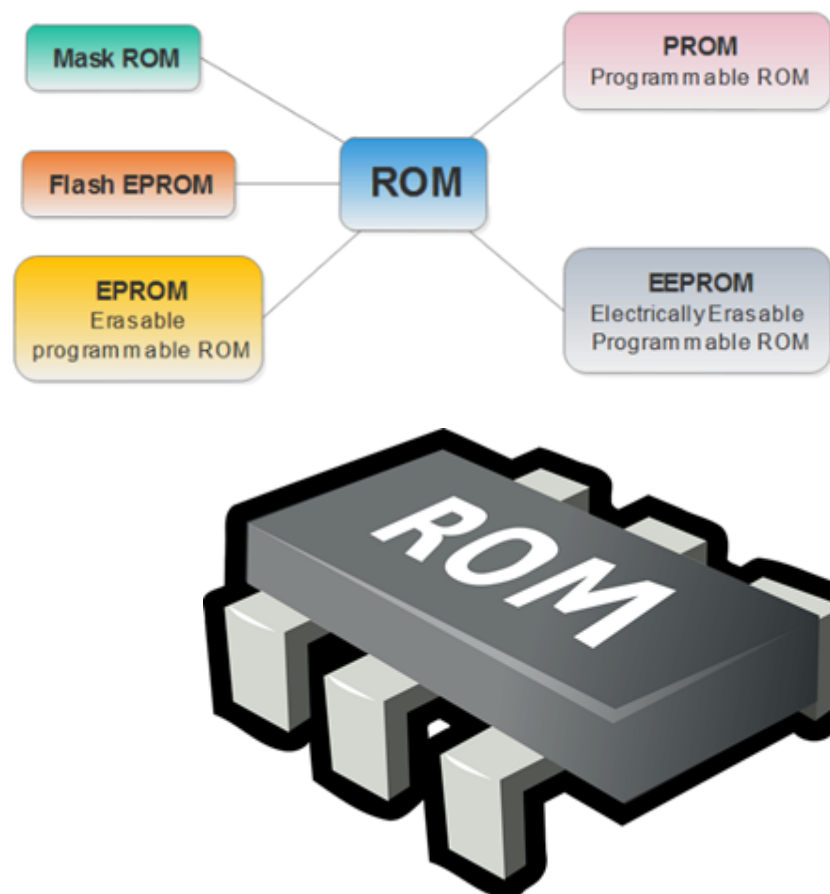 Mask ROM
PROM
Programmable ROM
Flash EPROM
ROM
EPROM
Erasable
programmable ROM
EEPROM
Electrically Erasable
Programmable ROM
ROM